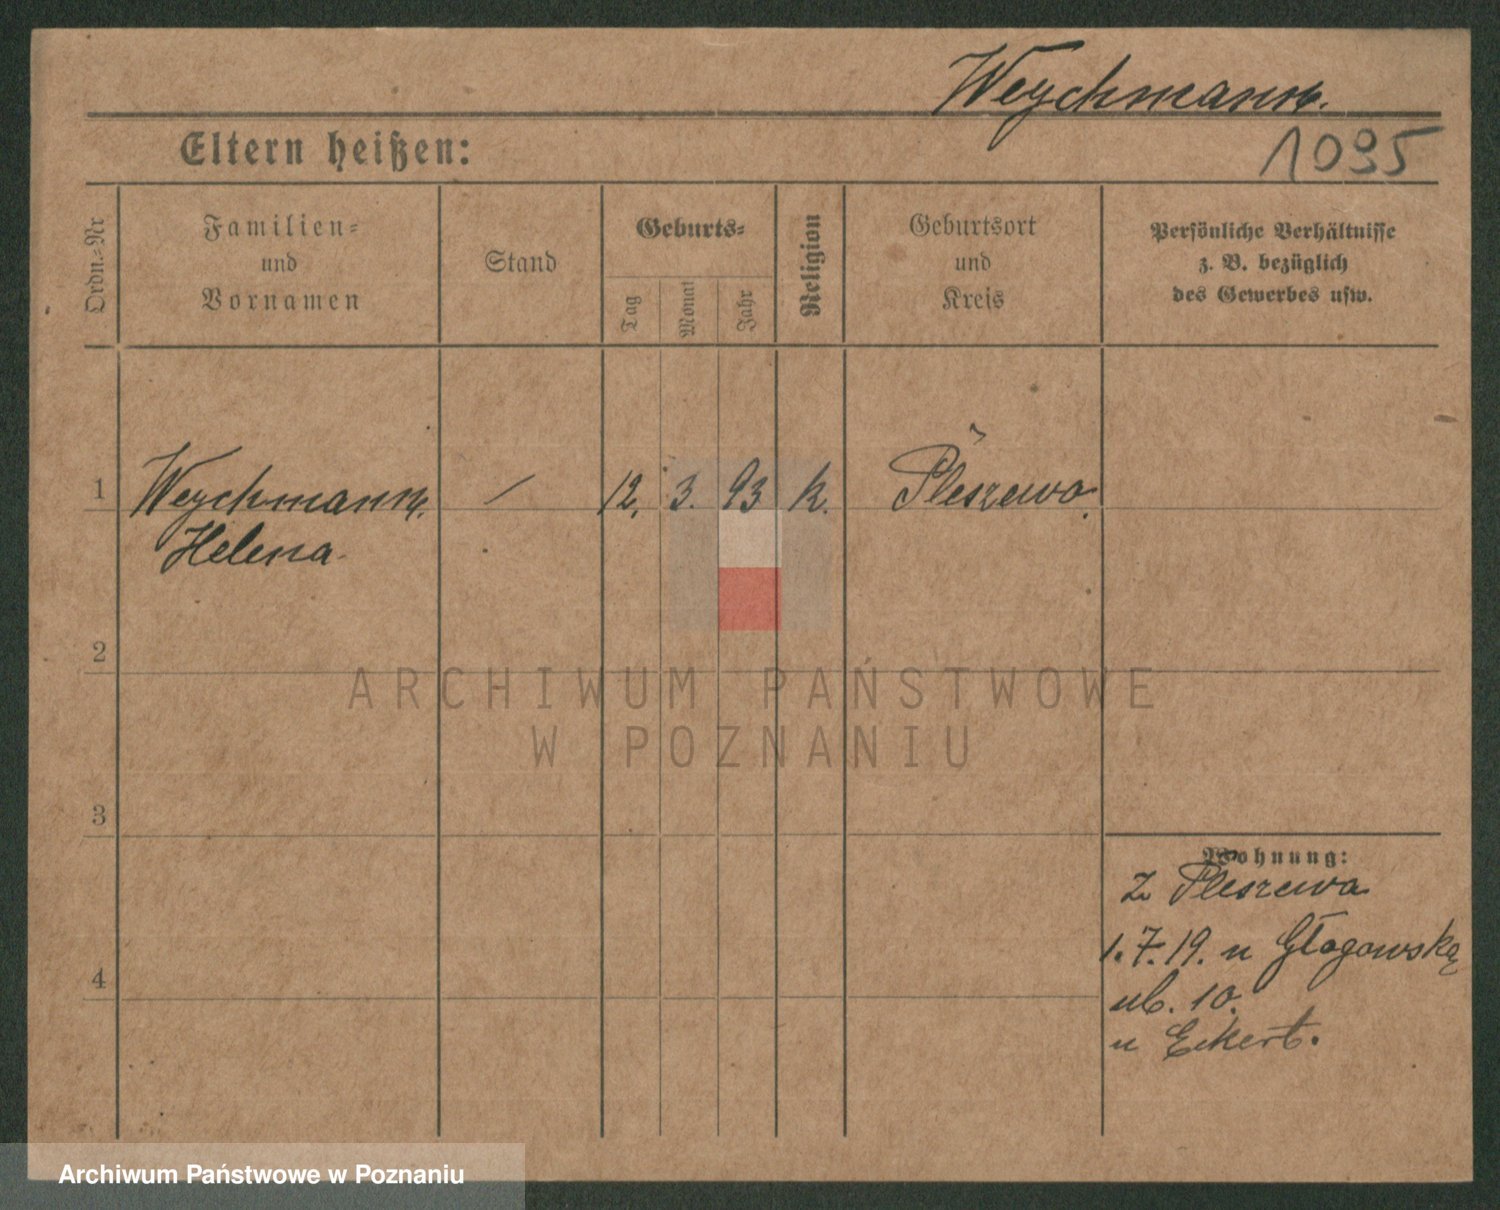 Weychmann.
1095
Eltern heißen:
Ordn.-Nr
Familien-
und
Vornamen
Stand
Geburts-
Tag
Monat
Jahr
Religion
Geburtsort
und
Kreis
Persönliche Verhältnisse
z. B. bezüglich
des Gewerbes usw.
1 Weychmann. / 12. 3. 93 k. Pleszewo.
Helena
2
ARCHIWUM PAŃSTWOWE
W POZNANIU
3
Wohnung:
z Pleszewa
1.7.19. u Głogowska
ul. 10.
u Eckert.
4
Archiwum Państwowe w Poznaniu